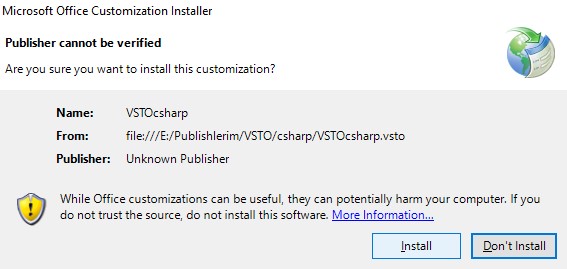 Microsoft Office Customization Installer
Publisher cannot be verified
Are you sure you want to install this customization?
Name: VSTOcsharp
From: file:///E:/Publishlerim/VSTO/csharp/VSTOcsharp.vsto
Publisher: Unknown Publisher
While Office customizations can be useful, they can potentially harm your computer. If you
do not trust the source, do not install this software. More Information...
Install Don't Install